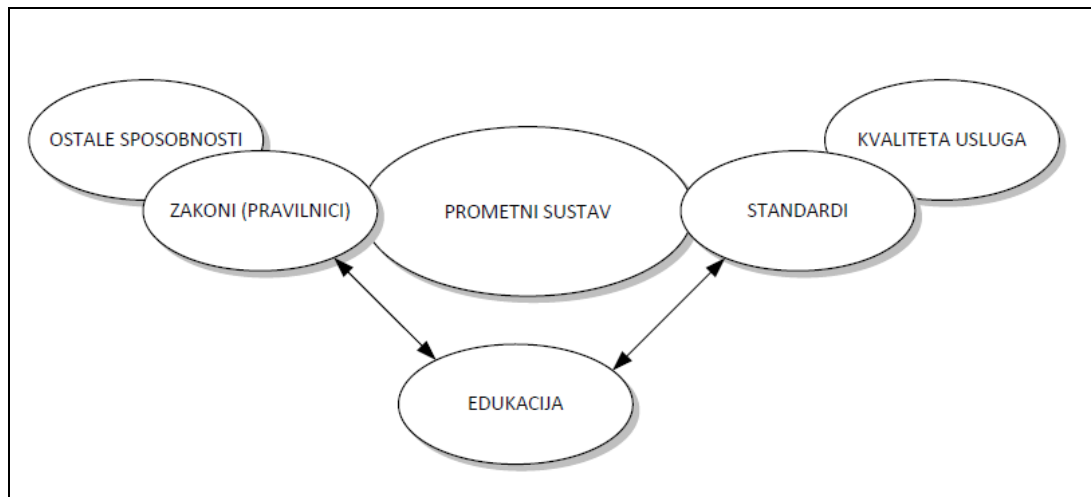 OSTALE SPOSOBNOSTI
KVALITETA USLUGA
ZAKONI (PRAVILNICI)
PROMETNI SUSTAV
STANDARDI
EDUKACIJA